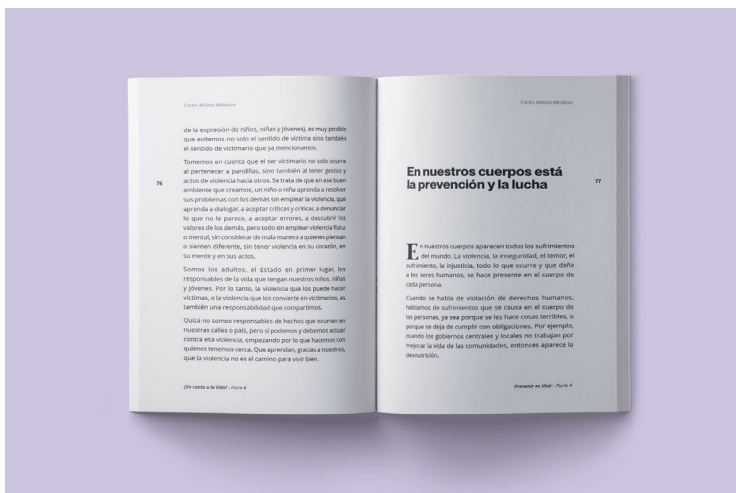 Carlos Antonio Mendoza
de la expresión de niños, niñas y jóvenes), es muy posible
que evitemos no solo el sentido de víctima sino también
el sentido de victimario que ya mencionamos.
Tomemos en cuenta que el ser victimario no solo ocurre
al pertenecer a pandillas, sino también al tener gestos y
actos de violencia hacia otros. Se trata de que en ese buen
ambiente que creamos, un niño o niña aprenda a resolver
sus problemas con los demás sin emplear la violencia, que
aprenda a dialogar, a aceptar críticas y criticar, a denunciar
lo que no le parece, a aceptar errores, a descubrir los
valores de los demás, pero todo sin emplear violencia física
o mental, sin considerar de mala manera a quienes piensan
o sienten diferente, sin tener violencia en su corazón, en
su mente y en sus actos.
Somos los adultos, el Estado en primer lugar, los
responsables de la vida que tengan nuestros niños, niñas
y jóvenes. Por lo tanto, la violencia que los puede hacer
víctimas, o la violencia que los convierte en victimarios, es
también una responsabilidad que compartimos.
Quizá no somos responsables de hechos que ocurren en
nuestras calles o país, pero sí podemos y debemos actuar
contra esa violencia, empezando por lo que hacemos con
quienes tenemos cerca. Que aprendan, gracias a nosotros,
que la violencia no es el camino para vivir bien.
76
¡Un canto a la Vida! - Parte 4
Carlos Antonio Mendoza
En nuestros cuerpos está
la prevención y la lucha
77
En nuestros cuerpos aparecen todos los sufrimientos
del mundo. La violencia, la inseguridad, el temor, el
sufrimiento, la injusticia, todo lo que ocurre y que daña
a los seres humanos, se hace presente en el cuerpo de
cada persona.
Cuando se habla de violación de derechos humanos,
hablamos de sufrimientos que se causa en el cuerpo de
las personas, ya sea porque se les hace cosas terribles, o
porque se deja de cumplir con obligaciones. Por ejemplo,
cuando los gobiernos centrales y locales no trabajan por
mejorar la vida de las comunidades, entonces aparece la
desnutrición.
Prevenir es Vivir - Parte 4